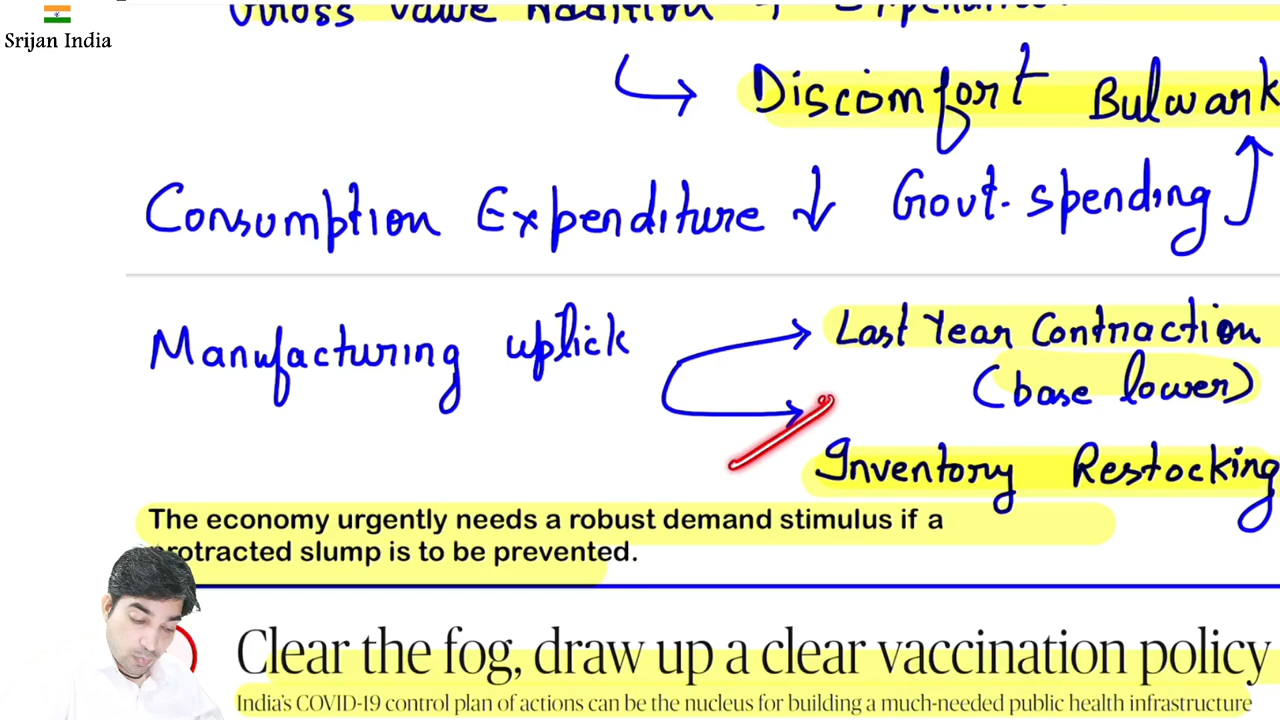 Gross Value Addition
Srijan India
Discomfort Bulwark
Consumption Expenditure ↓ Govt. spending
Manufacturing uptick
Last Year Contraction
(base lower)
Inventory Restocking
The economy urgently needs a robust demand stimulus if a
protracted slump is to be prevented.
Clear the fog, draw up a clear vaccination policy
India's COVID-19 control plan of actions can be the nucleus for building a much-needed public health infrastructure